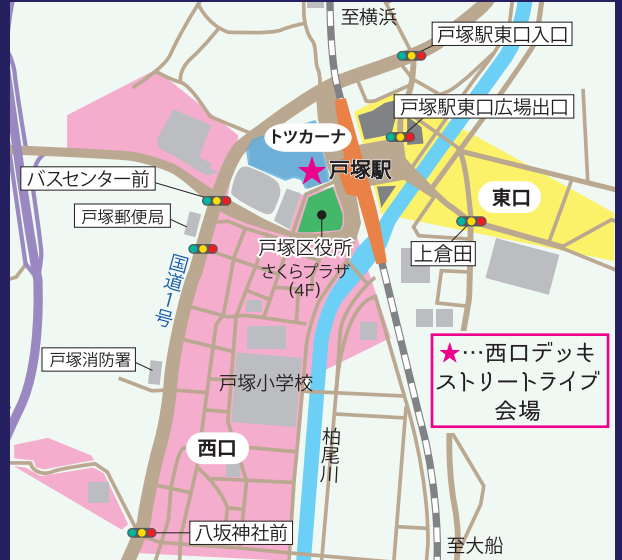 至横浜
戸塚駅東口入口
戸塚駅東口広場出口
トツカーナ
戸塚駅
バスセンター前
東口
戸塚郵便局
上倉田
戸塚区役所
さくらプラザ
(4F)
国道1号
★…西口デッキ
ストリートライブ
会場
戸塚消防署
戸塚小学校
柏尾川
西口
八坂神社前
至大船